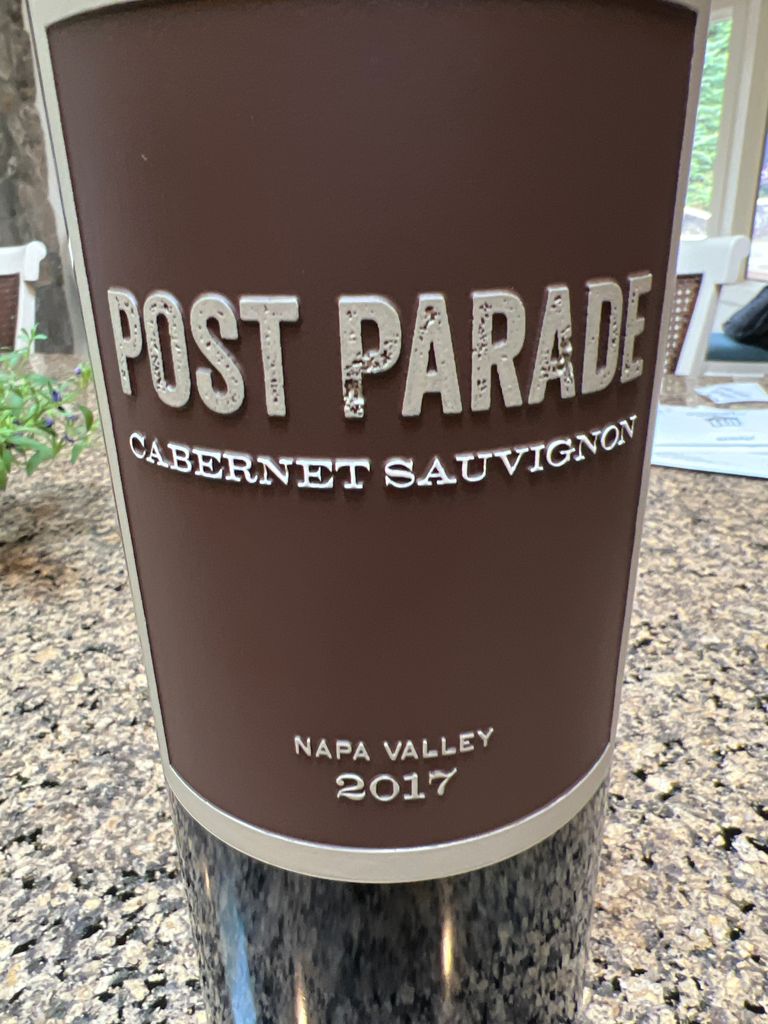 POST PARADE
CABERNET SAUVIGNON
NAPA VALLEY
2017